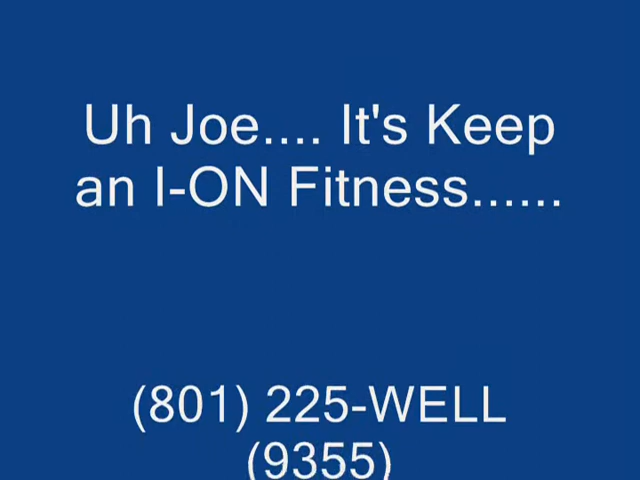 Uh Joe.... It's Keep
an I-ON Fitness......
(801) 225-WELL
(9355)